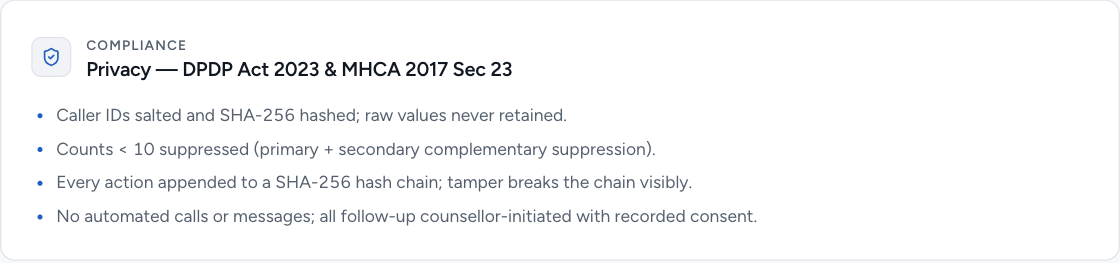 COMPLIANCE
Privacy — DPDP Act 2023 & MHCA 2017 Sec 23
• Caller IDs salted and SHA-256 hashed; raw values never retained.
• Counts < 10 suppressed (primary + secondary complementary suppression).
• Every action appended to a SHA-256 hash chain; tamper breaks the chain visibly.
• No automated calls or messages; all follow-up counsellor-initiated with recorded consent.